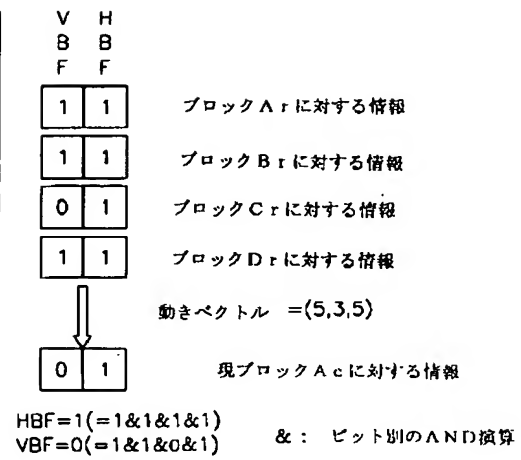 V H
B B
F F
1 1 ブロックArに対する情報
1 1 ブロックBrに対する情報
0 1 ブロックCrに対する情報
1 1 ブロックDrに対する情報
動きベクトル =(5,3,5)
0 1 現ブロックAcに対する情報
HBF=1(=1&1&1&1)
VBF=0(=1&1&0&1)
&: ビット別のAND演算